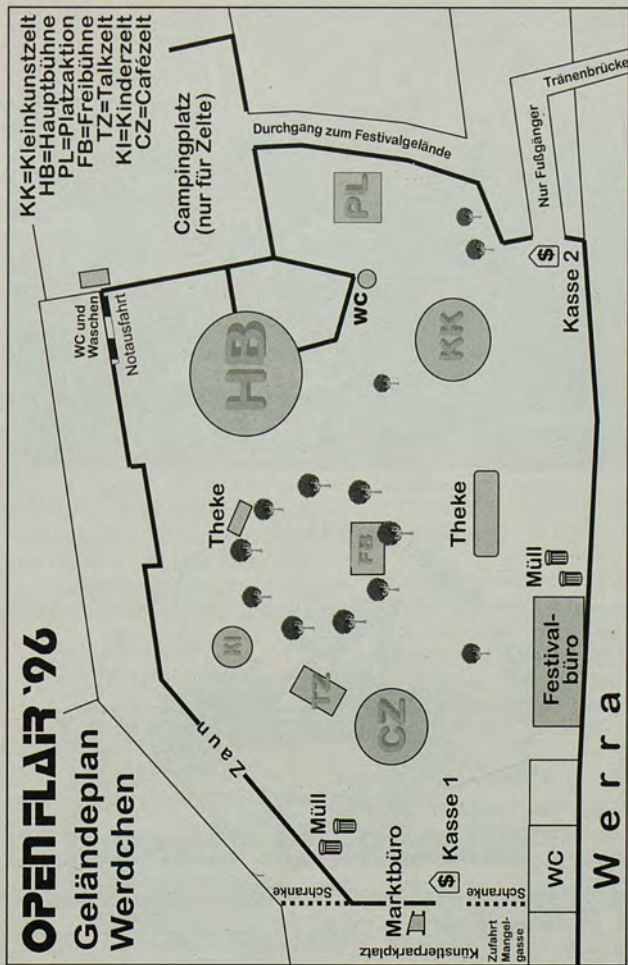 OPEN FLAIR '96
Geländeplan
Werdchen
KK=Kleinkunstzelt
HB=Hauptbühne
PL=Platzaktion
FB=Freibühne
TZ=Talkzelt
KI=Kinderzelt
CZ=Cafézelt
WC und
Waschen
Notausfahrt
Campingplatz
(nur für Zelte)
Durchgang zum Festivalgelände
Tränenbrücke
Nur Fußgänger
Zaun
Theke
HB
PL
WC
KI
TZ
FB
KK
CZ
Müll
Theke
$ Kasse 2
Schranke
Marktbüro
$ Kasse 1
Künstlerparkplatz
Schranke
Zufahrt
Mangel-
gasse
WC
Festival-
büro
Müll
Werra